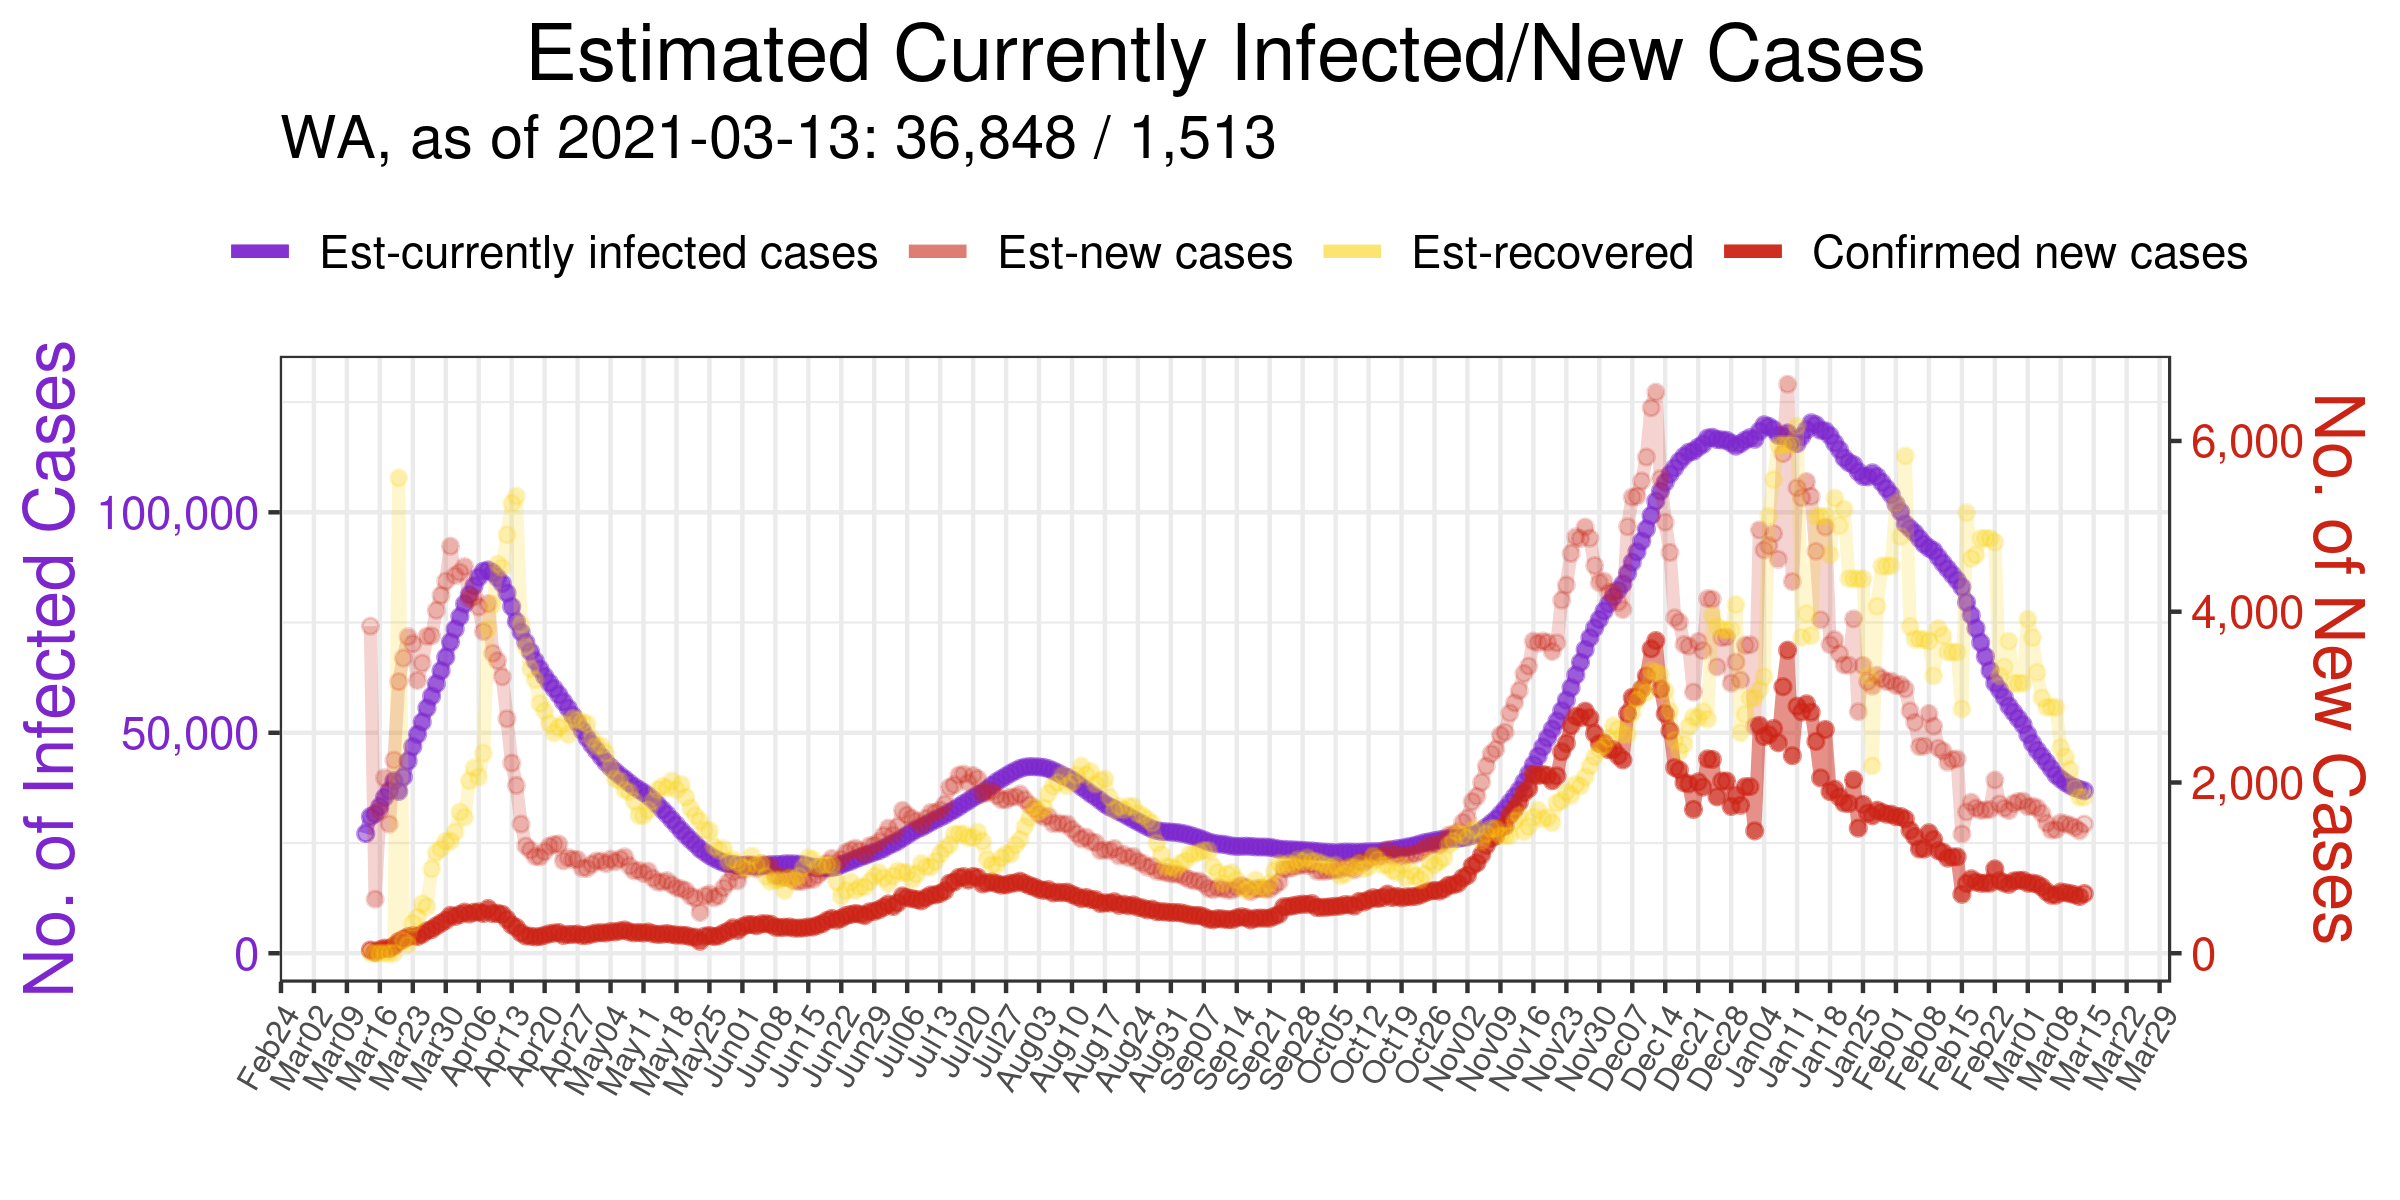 Estimated Currently Infected/New Cases
WA, as of 2021-03-13: 36,848 / 1,513
Est-currently infected cases Est-new cases Est-recovered Confirmed new cases
No. of Infected Cases
100,000
50,000
0
6,000
4,000
2,000
0
No. of New Cases
Feb24 Mar02 Mar09 Mar16 Mar23 Mar30 Apr06 Apr13 Apr20 Apr27 May04 May11 May18 May25 Jun01 Jun08 Jun15 Jun22 Jun29 Jul06 Jul13 Jul20 Jul27 Aug03 Aug10 Aug17 Aug24 Aug31 Sep07 Sep14 Sep21 Sep28 Oct05 Oct12 Oct19 Oct26 Nov02 Nov09 Nov16 Nov23 Nov30 Dec07 Dec14 Dec21 Dec28 Jan04 Jan11 Jan18 Jan25 Feb01 Feb08 Feb15 Feb22 Mar01 Mar08 Mar15 Mar22 Mar29